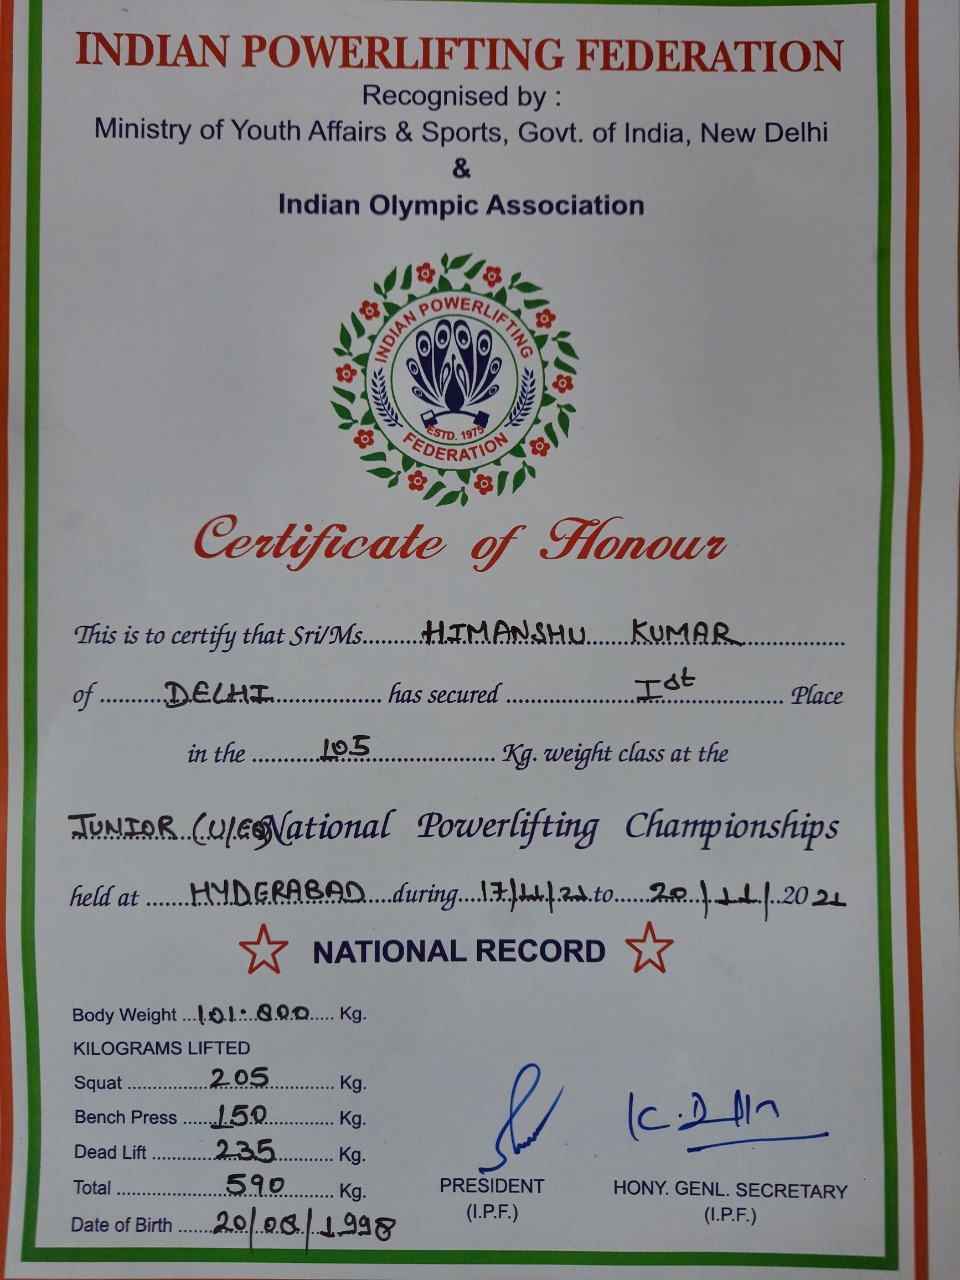 INDIAN POWERLIFTING FEDERATION
Recognised by :
Ministry of Youth Affairs & Sports, Govt. of India, New Delhi
&
Indian Olympic Association
INDIAN POWERLIFTING
ESTD. 1975
FEDERATION
Certificate of Honour
This is to certify that Sri/Ms........HIMANSHU KUMAR................
of ..........DELHI................ has secured ....................Ist.................. Place
in the ...........105..................... Kg. weight class at the
JUNIOR (U/EQ) National Powerlifting Championships
held at ......HYDERABAD.....during....17/11/21.to......20/11/..2021
NATIONAL RECORD
Body Weight ...101.800..... Kg.
KILOGRAMS LIFTED
Squat ................205............. Kg.
Bench Press .....150............. Kg.
Dead Lift ............235............ Kg.
Total ....................590.......... Kg.
Date of Birth .......20/08/1998
PRESIDENT
(I.P.F.)
HONY. GENL. SECRETARY
(I.P.F.)